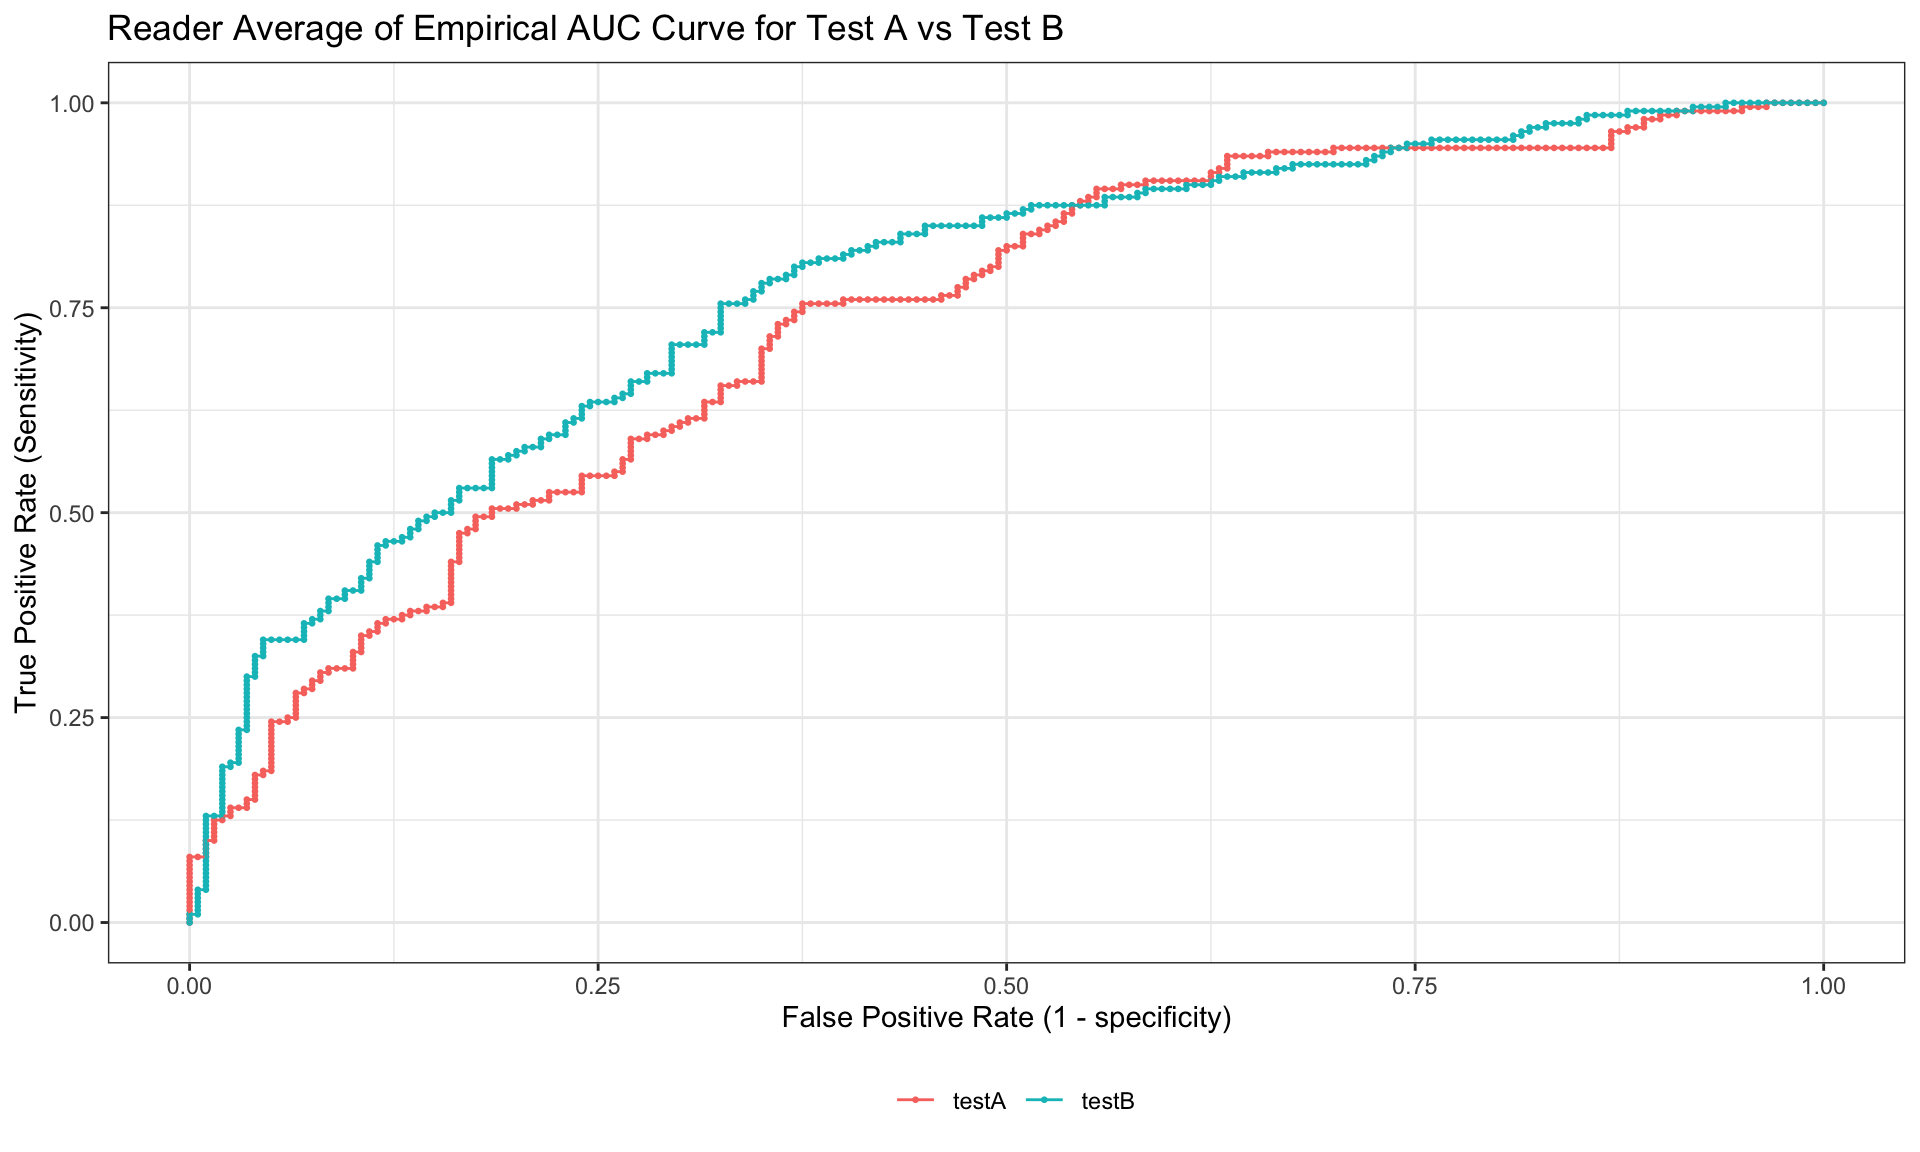 Reader Average of Empirical AUC Curve for Test A vs Test B
True Positive Rate (Sensitivity)
1.00
0.75
0.50
0.25
0.00
0.00 0.25 0.50 0.75 1.00
False Positive Rate (1 - specificity)
testA testB